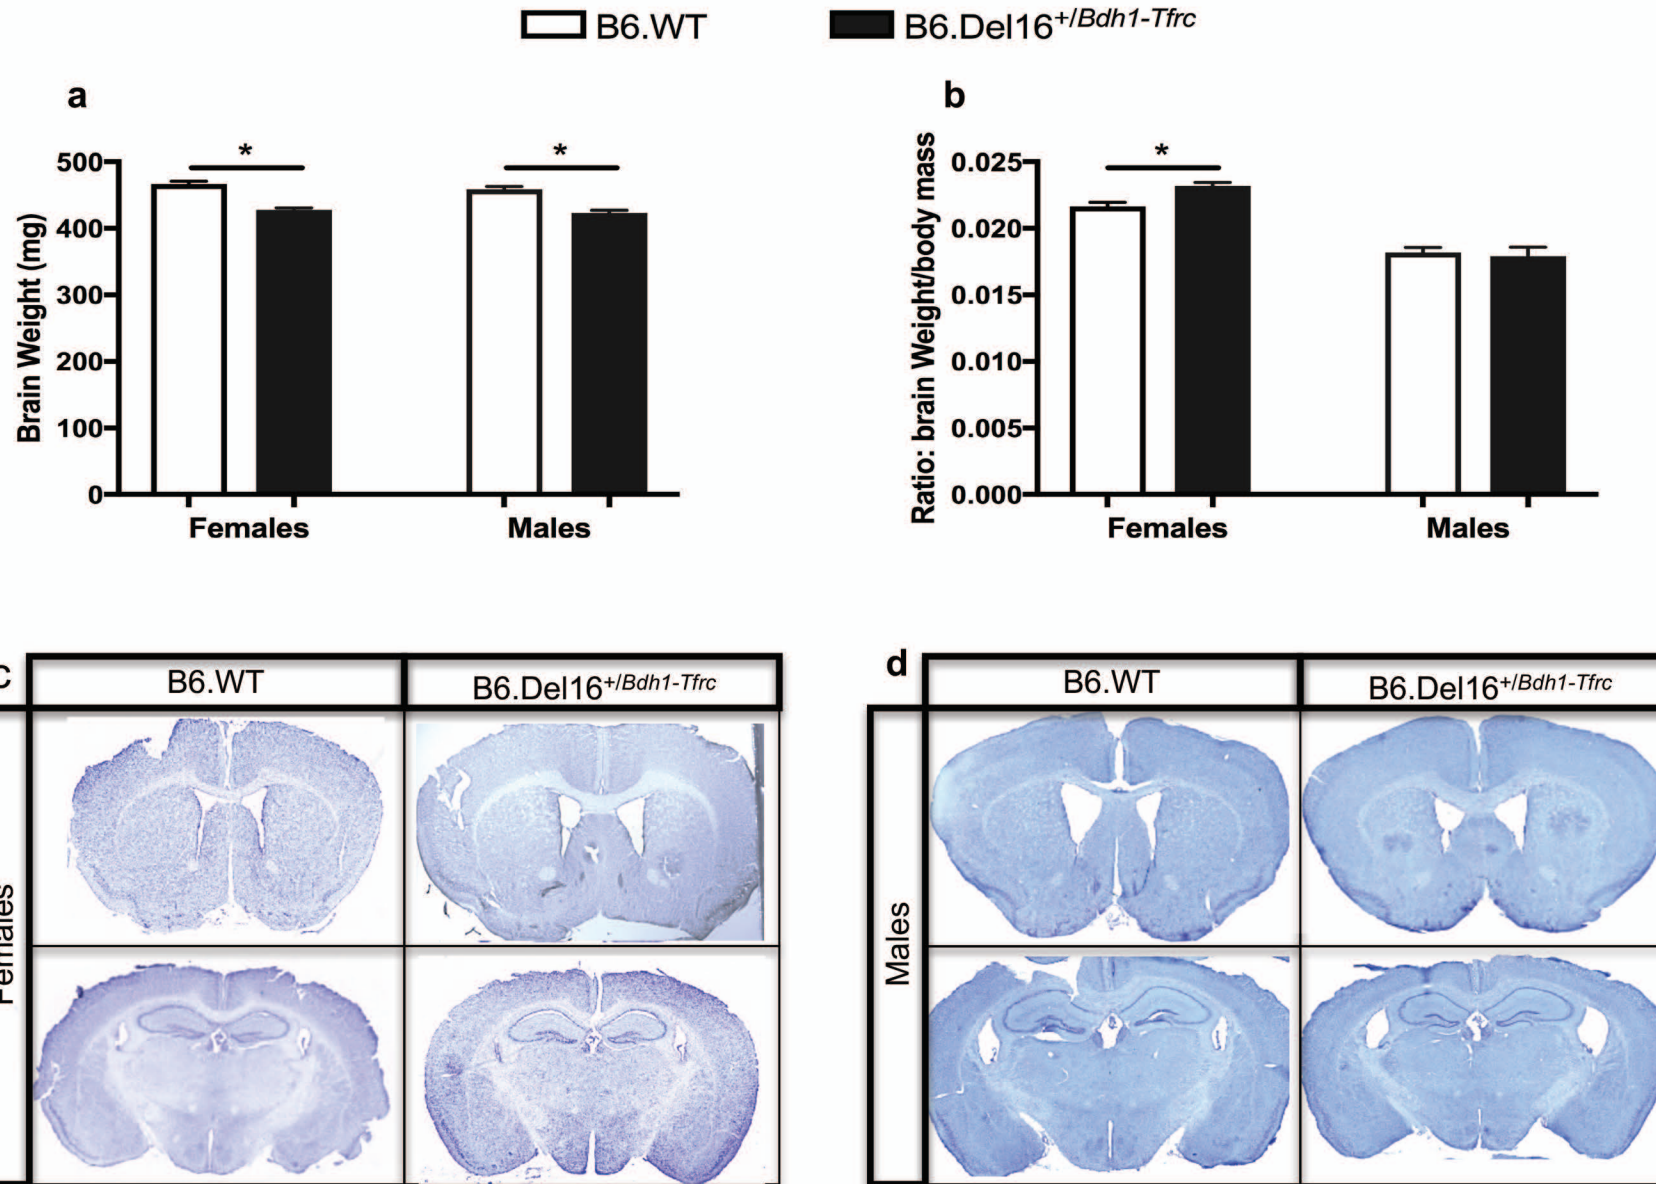 B6.WT B6.Del16+/Bdh1-Tfrc
a
Brain Weight (mg)
500
400
300
200
100
0
*
*
Females Males
b
Ratio: brain Weight/body mass
0.025
0.020
0.015
0.010
0.005
0.000
*
Females Males
c
B6.WT B6.Del16+/Bdh1-Tfrc
Females
d
B6.WT B6.Del16+/Bdh1-Tfrc
Males